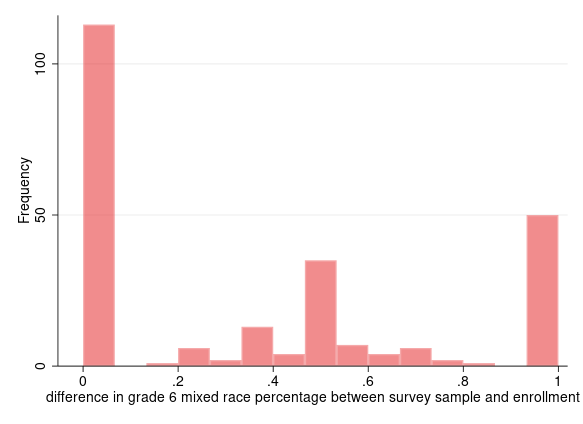 100
50
0
Frequency
0 .2 .4 .6 .8 1
difference in grade 6 mixed race percentage between survey sample and enrollment